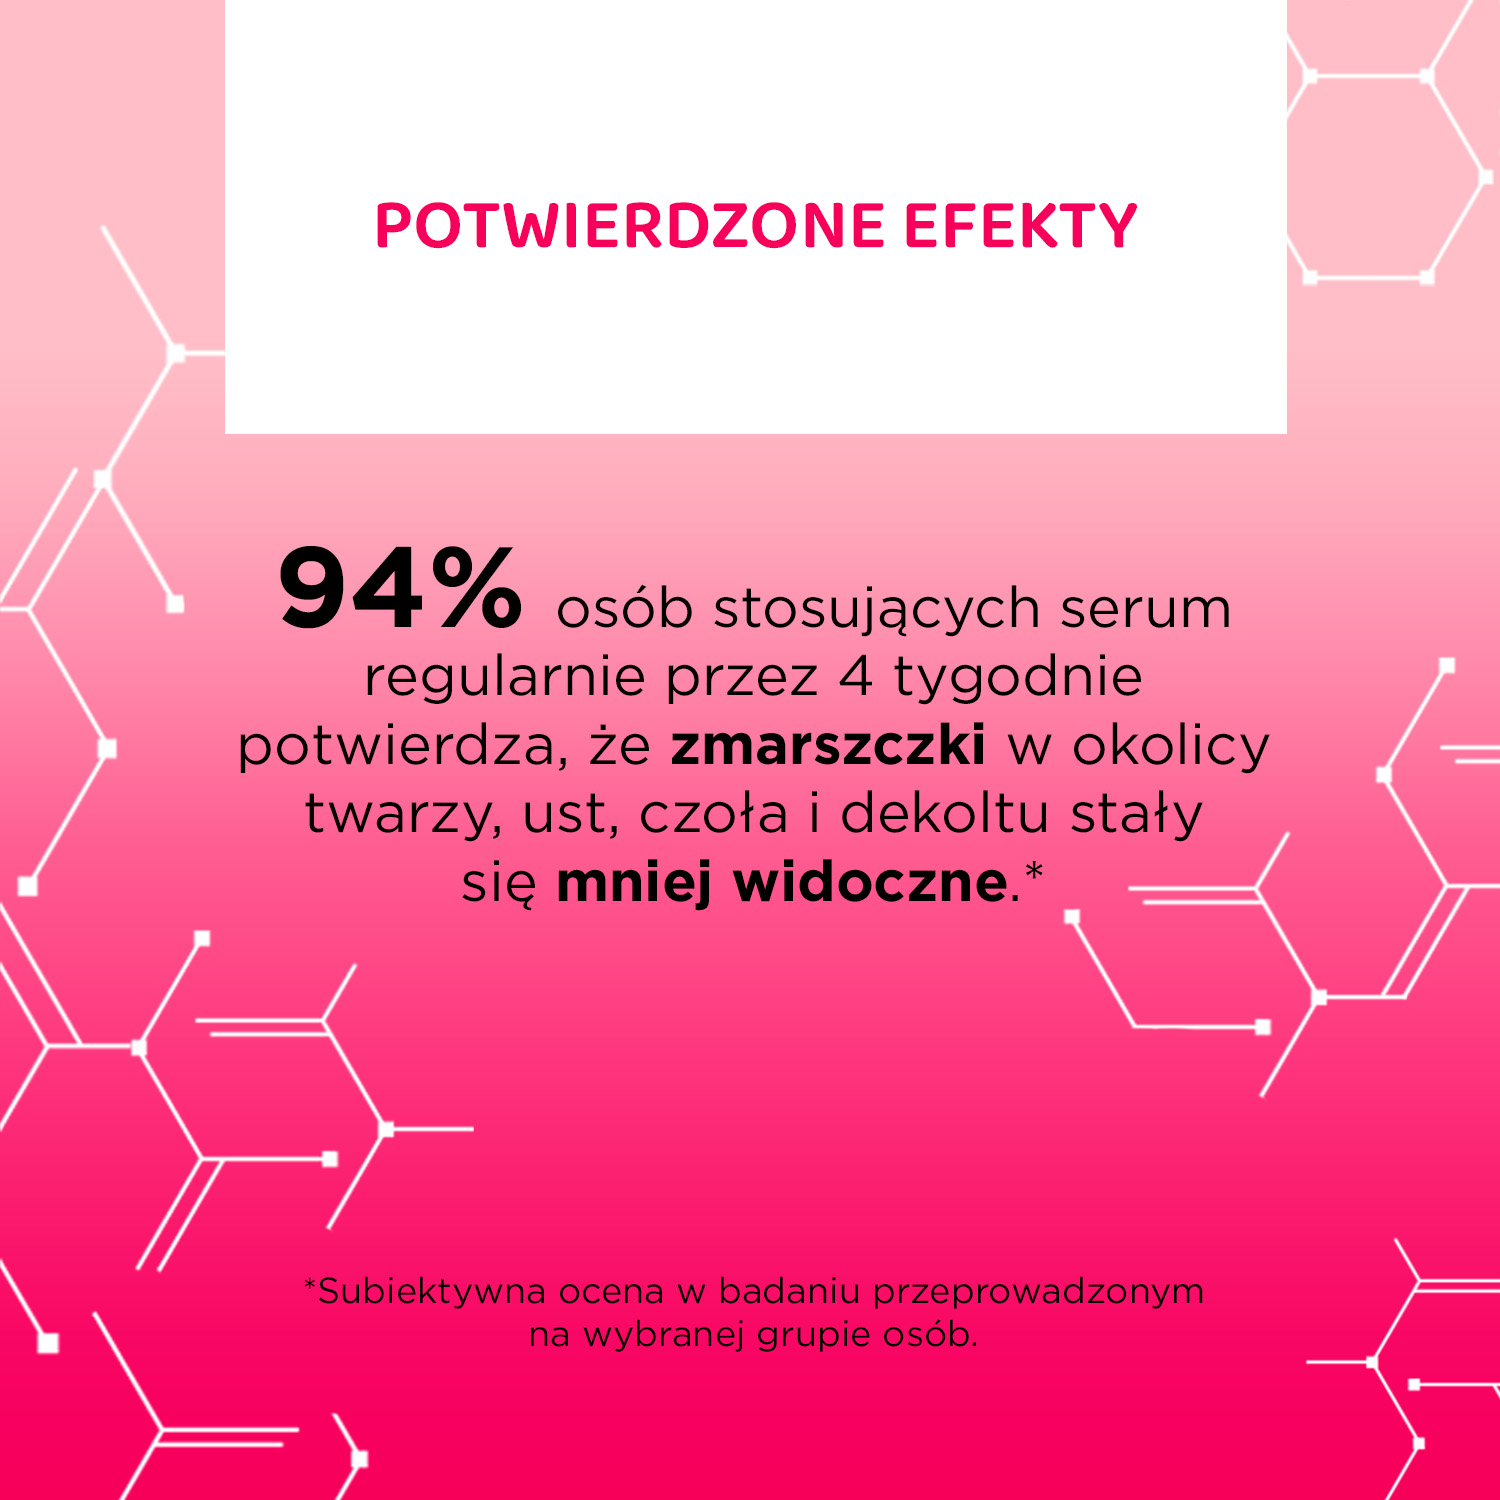 POTWIERDZONE EFEKTY
94% osób stosujących serum
regularnie przez 4 tygodnie
potwierdza, że zmarszczki w okolicy
twarzy, ust, czoła i dekoltu stały
się mniej widoczne.*
*Subiektywna ocena w badaniu przeprowadzonym
na wybranej grupie osób.